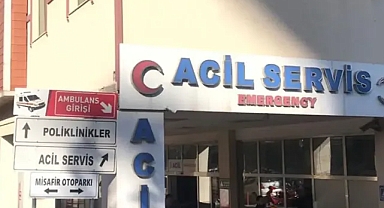 ACİL SERVİS
EMERGENCY
AMBULANS
GİRİŞİ
POLİKLİNİKLER
ACİL SERVİS
MİSAFİR OTOPARKI
ACİ